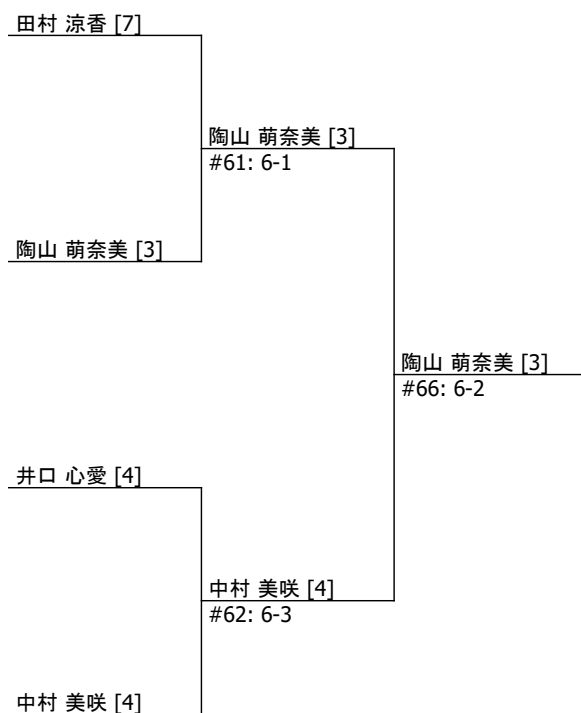 田村 涼香 [7]
陶山 萌奈美 [3]
#61: 6-1
陶山 萌奈美 [3]
陶山 萌奈美 [3]
#66: 6-2
井口 心愛 [4]
中村 美咲 [4]
#62: 6-3
中村 美咲 [4]